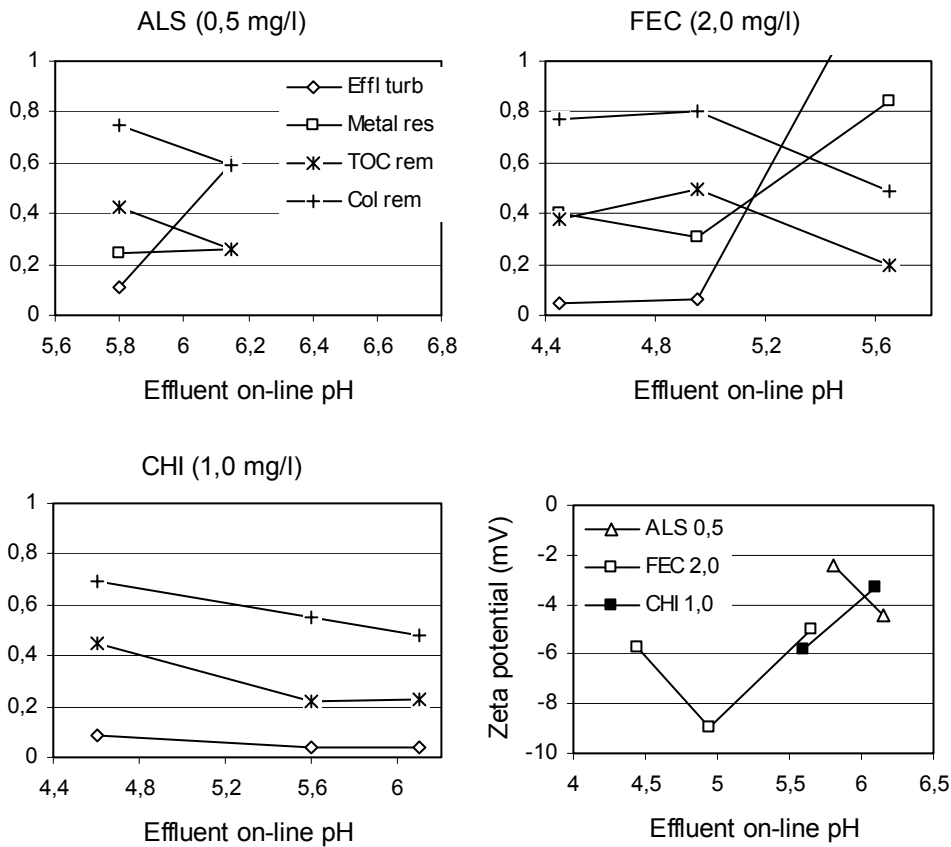 ALS (0,5 mg/l)
1
0,8
0,6
0,4
0,2
0
5,6 5,8 6 6,2 6,4 6,6 6,8
Effluent on-line pH
Effl turb
Metal res
TOC rem
Col rem
FEC (2,0 mg/l)
1
0,8
0,6
0,4
0,2
0
4,4 4,8 5,2 5,6
Effluent on-line pH
CHI (1,0 mg/l)
1
0,8
0,6
0,4
0,2
0
4,4 4,8 5,2 5,6 6
Effluent on-line pH
Zeta potential (mV)
0
-2
-4
-6
-8
-10
4 4,5 5 5,5 6 6,5
ALS 0,5
FEC 2,0
CHI 1,0
Effluent on-line pH